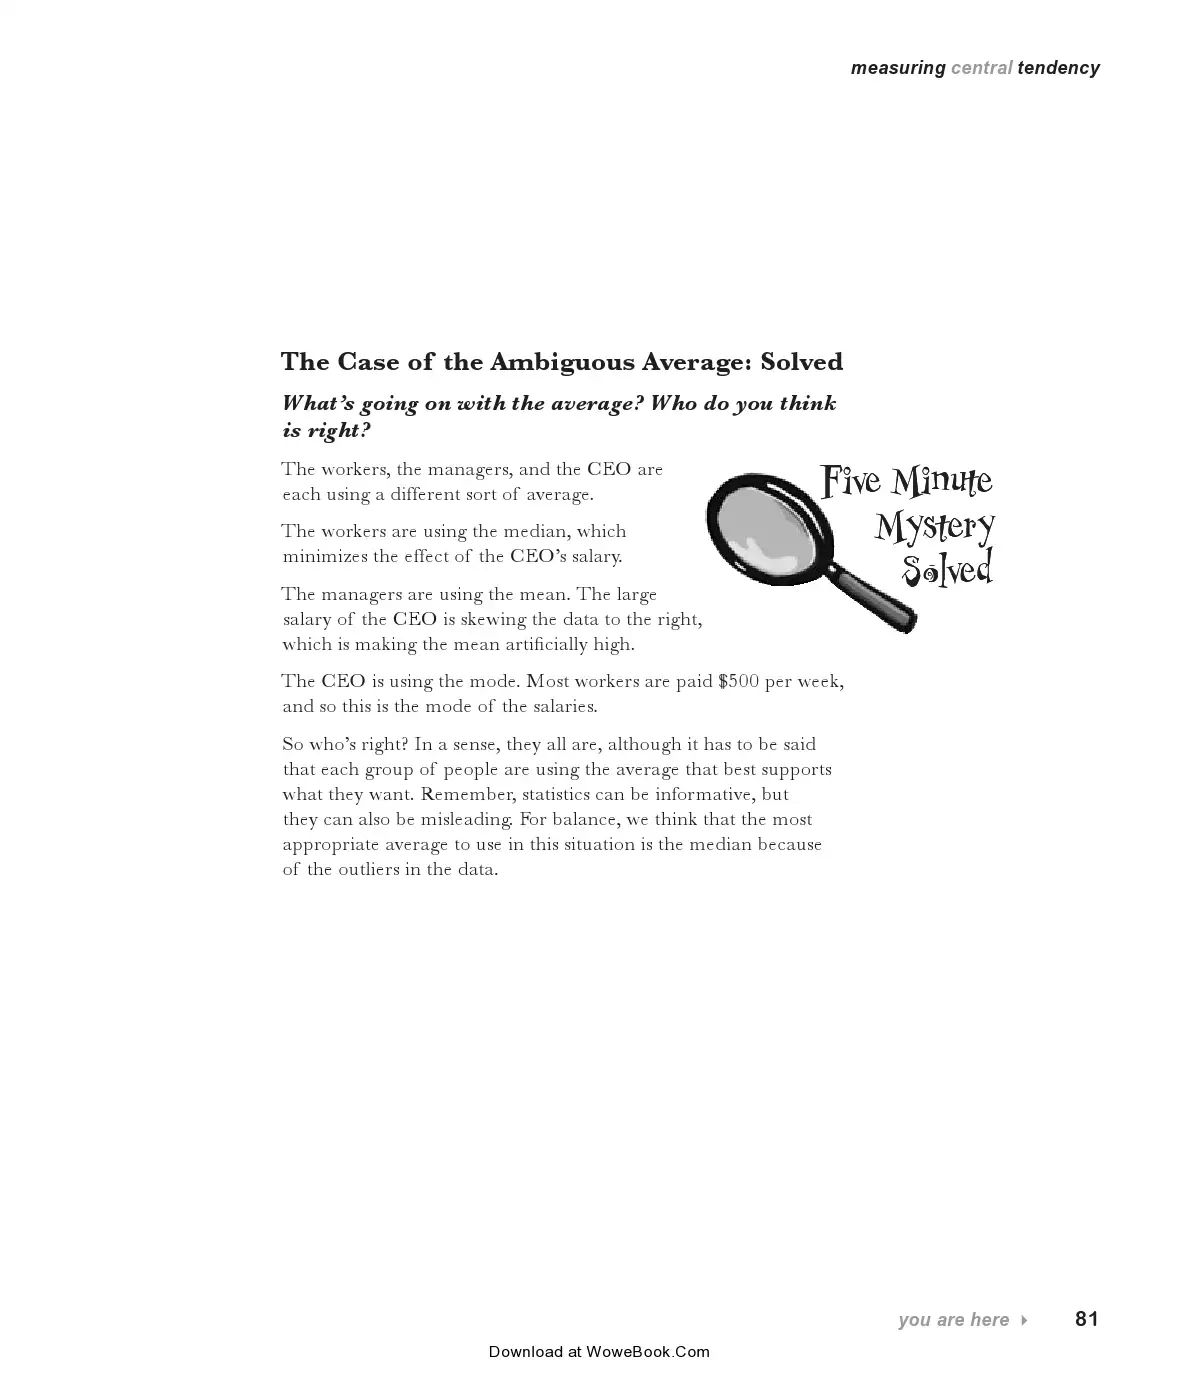 measuring central tendency
The Case of the Ambiguous Average: Solved
What's going on with the average? Who do you think
is right?
The workers, the managers, and the CEO are
each using a different sort of average.
The workers are using the median, which
minimizes the effect of the CEO's salary.
The managers are using the mean. The large
salary of the CEO is skewing the data to the right,
which is making the mean artificially high.
Five Minute
Mystery
Solved
The CEO is using the mode. Most workers are paid $500 per week,
and so this is the mode of the salaries.
So who's right? In a sense, they all are, although it has to be said
that each group of people are using the average that best supports
what they want. Remember, statistics can be informative, but
they can also be misleading. For balance, we think that the most
appropriate average to use in this situation is the median because
of the outliers in the data.
you are here ▸ 81
Download at WoweBook.Com